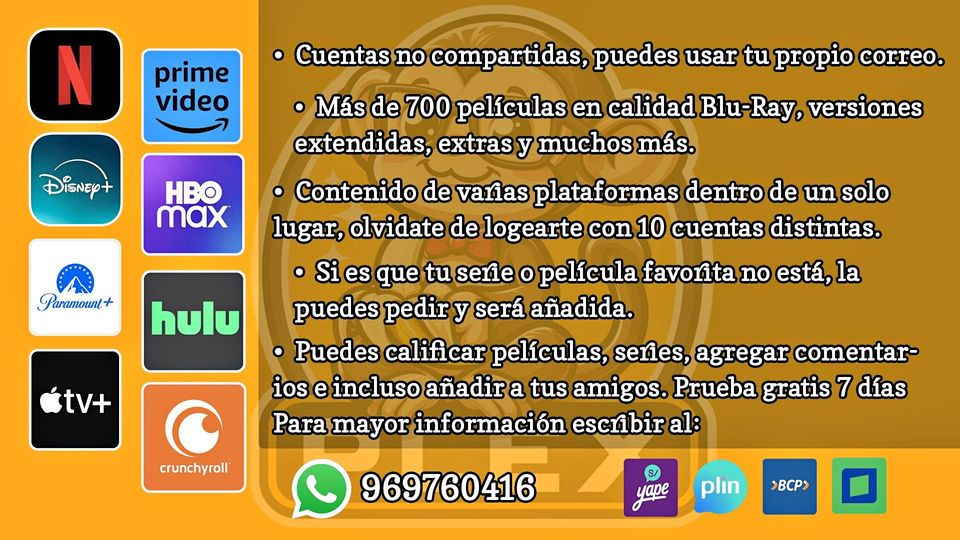 N
prime
video
Disney+
HBO
max
Paramount+
hulu
tv+
crunchyroll
• Cuentas no compartidas, puedes usar tu propio correo.
• Más de 700 películas en calidad Blu-Ray, versiones
extendidas, extras y muchos más.
• Contenido de varias plataformas dentro de un solo
lugar, olvidate de logearte con 10 cuentas distintas.
• Si es que tu serie o película favorita no está, la
puedes pedir y será añadida.
• Puedes calificar películas, series, agregar comentar-
ios e incluso añadir a tus amigos. Prueba gratis 7 días
Para mayor información escribir al:
PLEX
969760416
S/
yape
plin
BCP